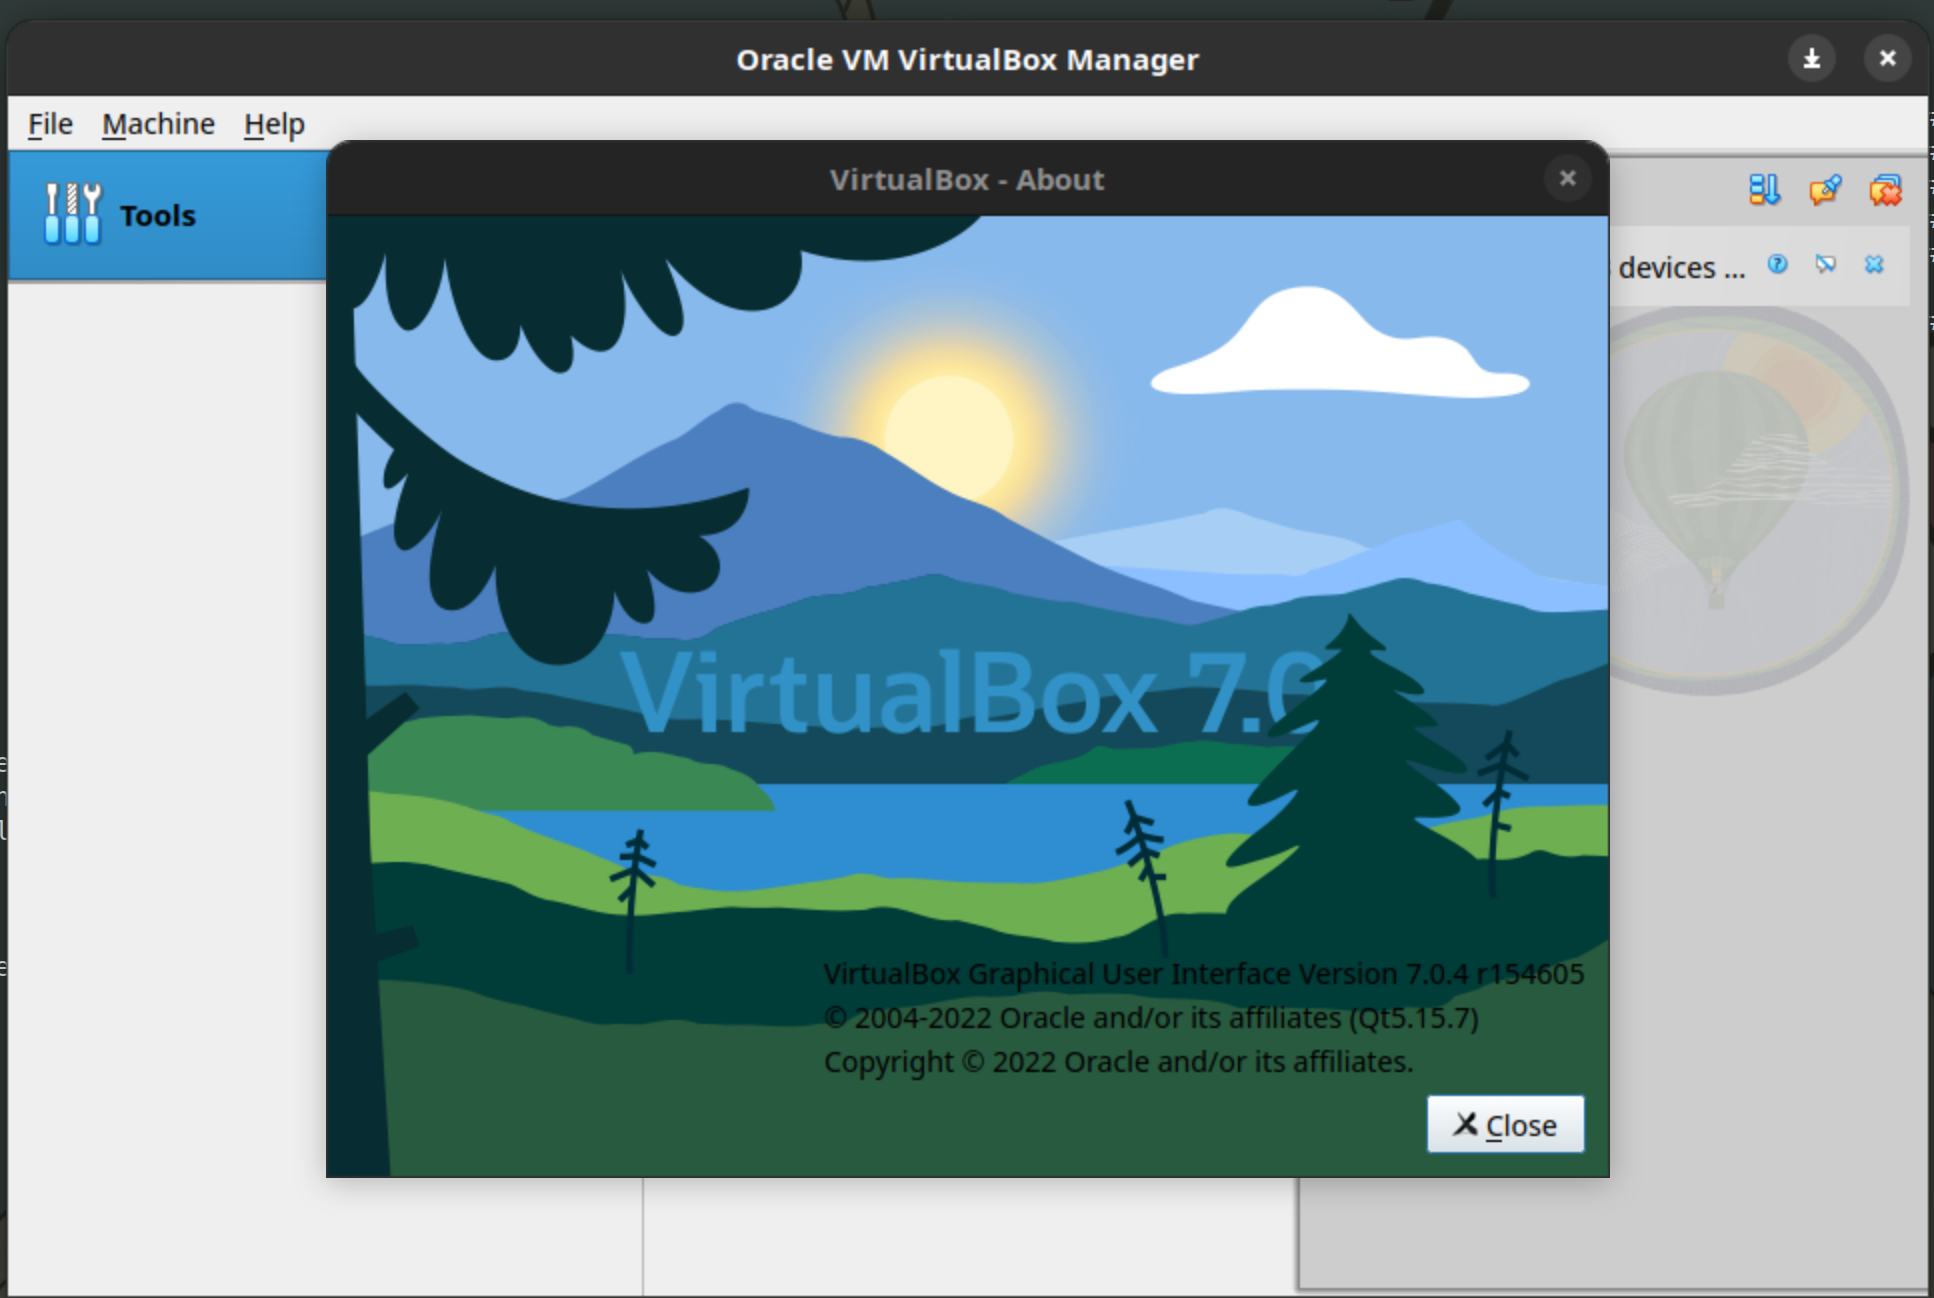 Oracle VM VirtualBox Manager
File Machine Help
Tools
VirtualBox - About
devices ...
VirtualBox 7.0
VirtualBox Graphical User Interface Version 7.0.4 r154605
© 2004-2022 Oracle and/or its affiliates (Qt5.15.7)
Copyright © 2022 Oracle and/or its affiliates.
Close